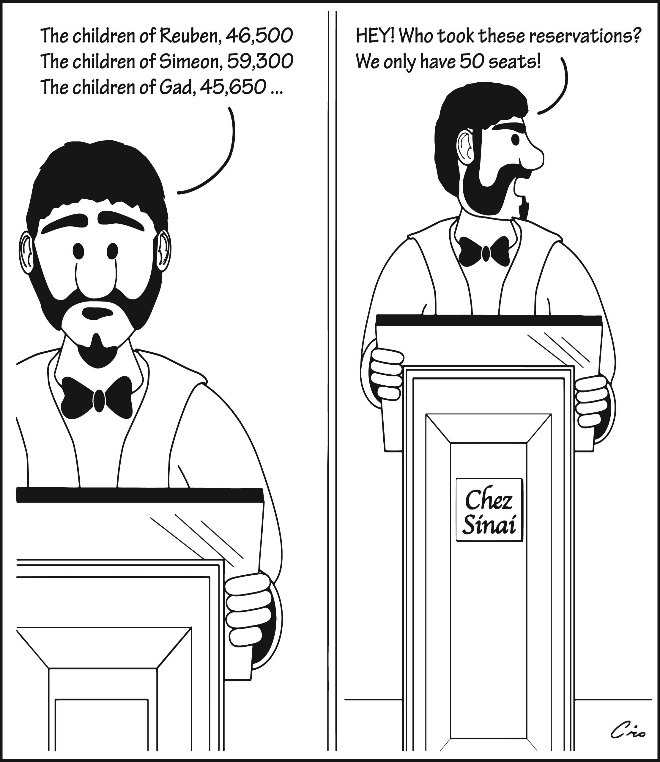 The children of Reuben, 46,500
The children of Simeon, 59,300
The children of Gad, 45,650 ...
HEY! Who took these reservations?
We only have 50 seats!
Chez
Sinai